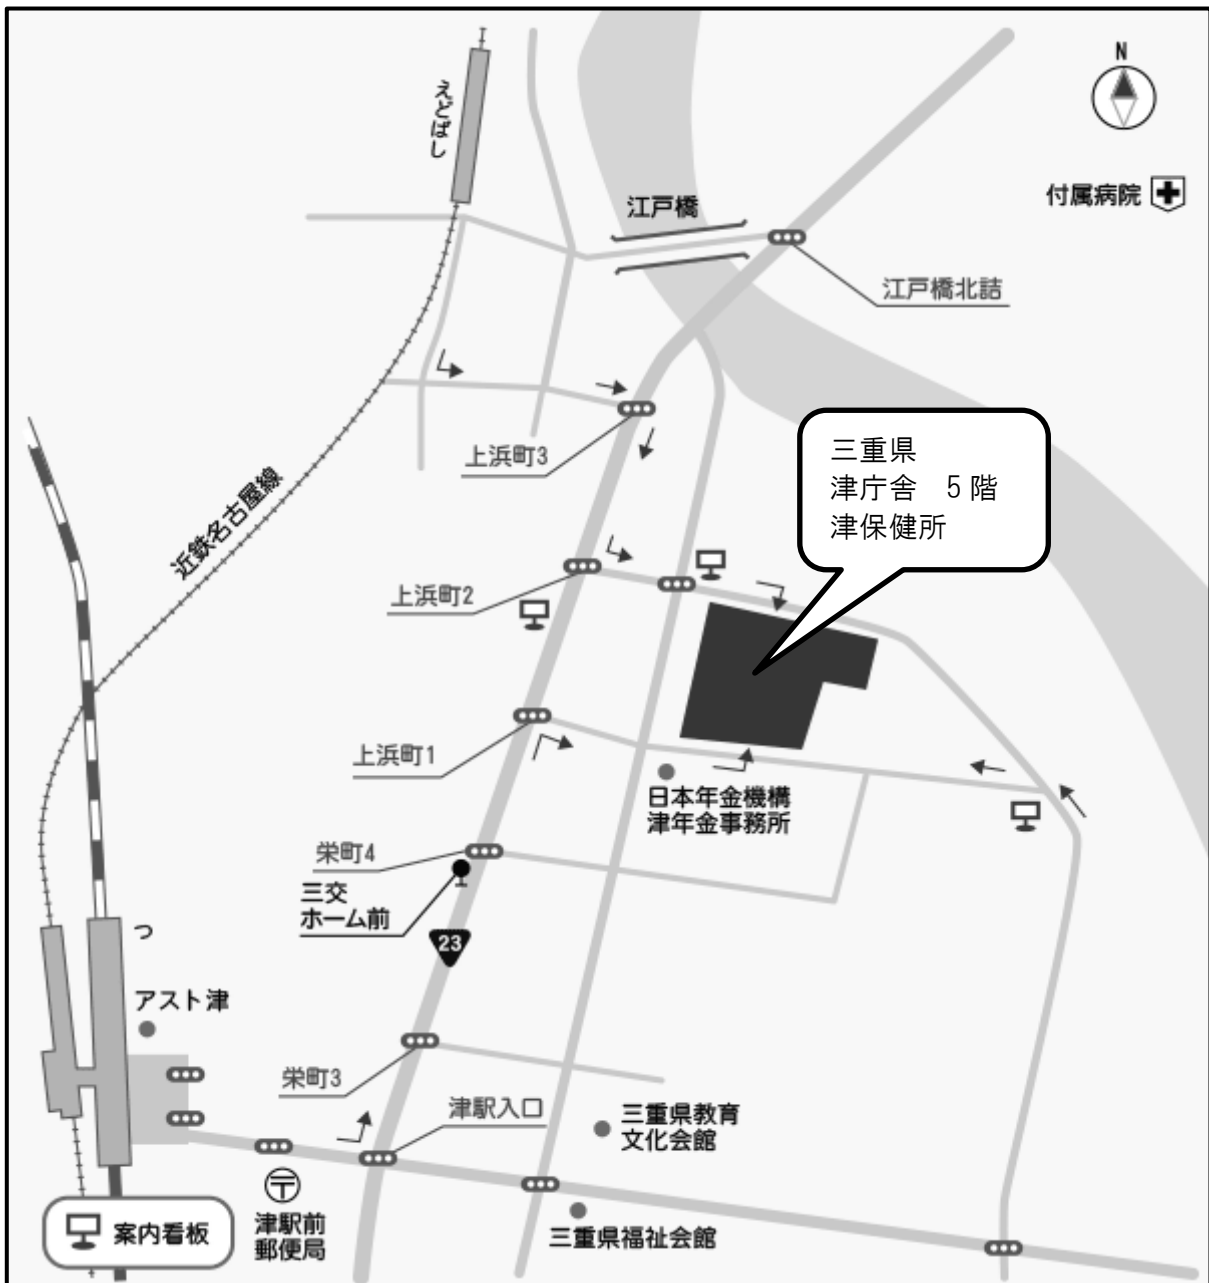 N
えどばし
付属病院
江戸橋
江戸橋北詰
三重県
津庁舎　5階
津保健所
上浜町3
近鉄名古屋線
上浜町2
上浜町1
日本年金機構
津年金事務所
栄町4
三交
ホーム前
23
つ
アスト津
栄町3
津駅入口
三重県教育
文化会館
〒
津駅前
郵便局
三重県福祉会館
案内看板